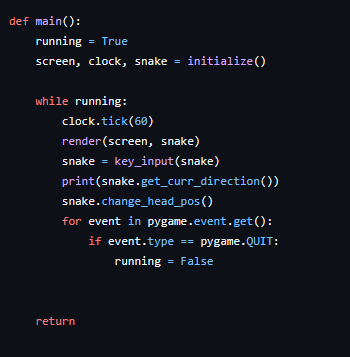 def main():
    running = True
    screen, clock, snake = initialize()
    while running:
        clock.tick(60)
        render(screen, snake)
        snake = key_input(snake)
        print(snake.get_curr_direction())
        snake.change_head_pos()
        for event in pygame.event.get():
            if event.type == pygame.QUIT:
                running = False
    return